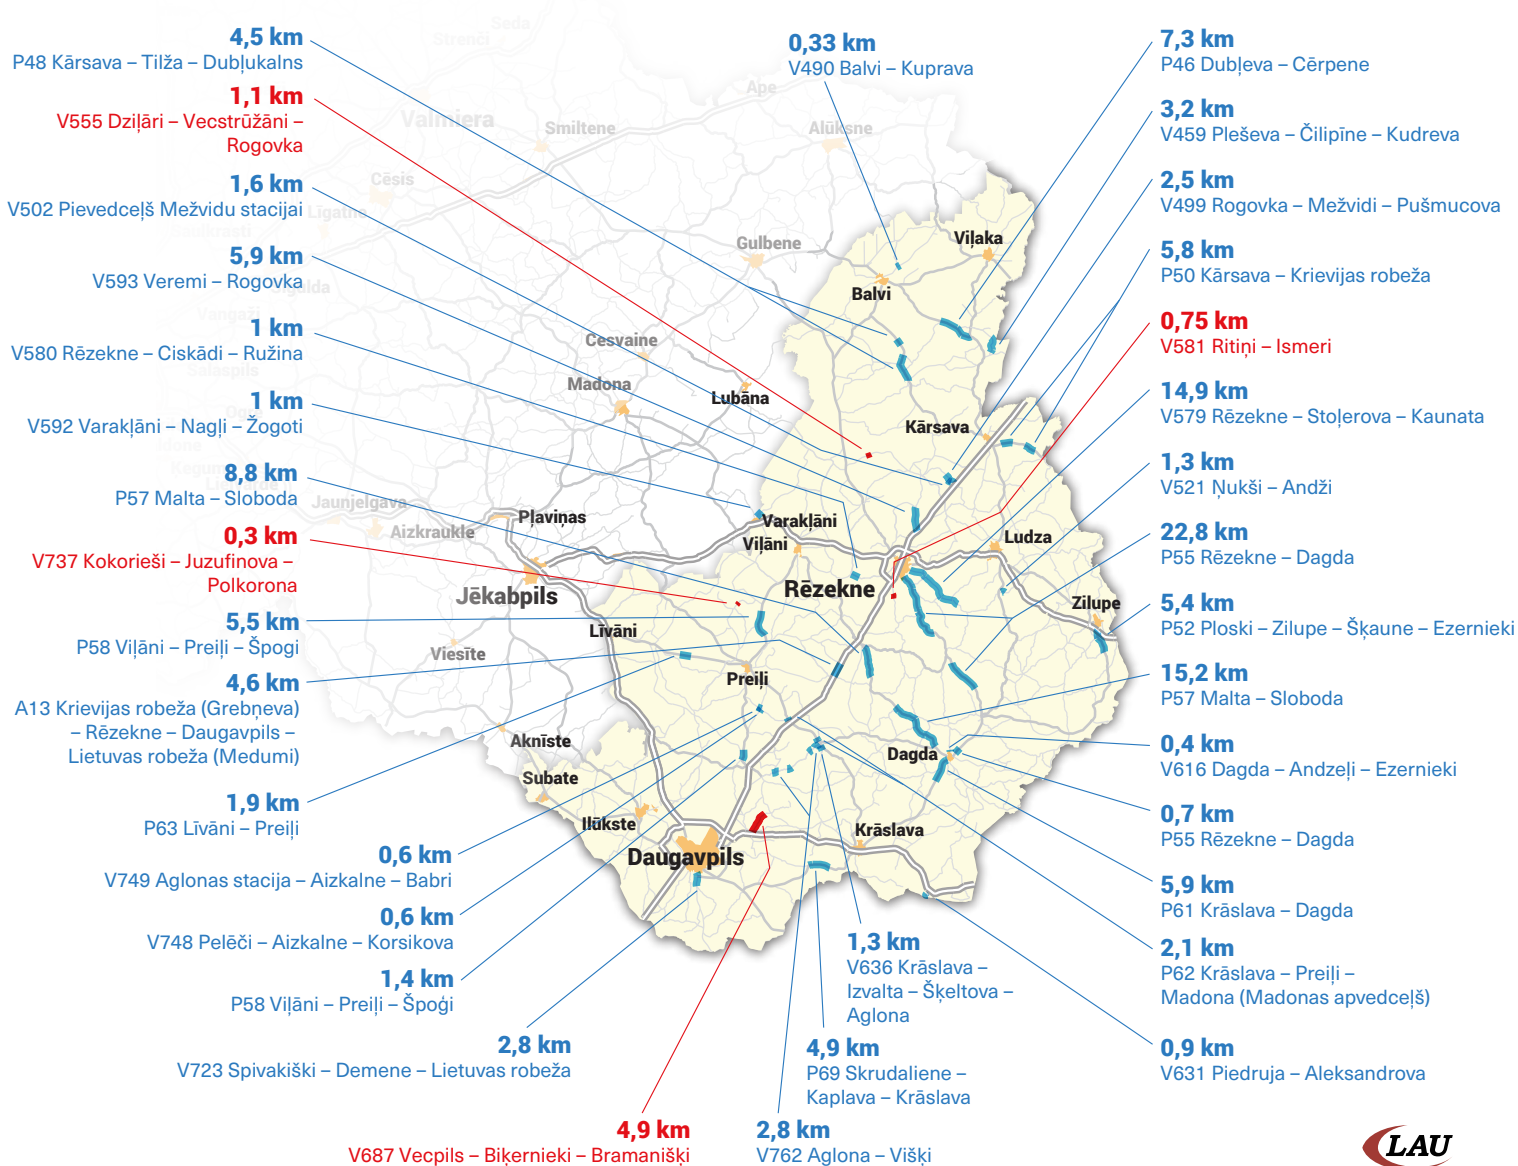 4,5 km
P48 Kārsava – Tilža – Dubļukalns
1,1 km
V555 Dziļāri – Vecstrūžāni –
Rogovka
1,6 km
V502 Pievedceļš Mežvidu stacijai
5,9 km
V593 Veremi – Rogovka
1 km
V580 Rēzekne – Ciskādi – Ružina
1 km
V592 Varakļāni – Nagļi – Žogoti
8,8 km
P57 Malta – Sloboda
0,3 km
V737 Kokorieši – Juzufinova –
Polkorona
5,5 km
P58 Viļāni – Preiļi – Špogi
4,6 km
A13 Krievijas robeža (Grebņeva)
– Rēzekne – Daugavpils –
Lietuvas robeža (Medumi)
1,9 km
P63 Līvāni – Preiļi
0,6 km
V749 Aglonas stacija – Aizkalne – Babri
0,6 km
V748 Pelēči – Aizkalne – Korsikova
1,4 km
P58 Viļāni – Preiļi – Špoģi
2,8 km
V723 Spivakiški – Demene – Lietuvas robeža
4,9 km
V687 Vecpils – Biķernieki – Bramanišķi
0,33 km
V490 Balvi – Kuprava
7,3 km
P46 Dubļeva – Cērpene
3,2 km
V459 Pleševa – Čilipīne – Kudreva
2,5 km
V499 Rogovka – Mežvidi – Pušmucova
5,8 km
P50 Kārsava – Krievijas robeža
0,75 km
V581 Ritiņi – Ismeri
14,9 km
V579 Rēzekne – Stoļerova – Kaunata
1,3 km
V521 Ņukši – Andži
22,8 km
P55 Rēzekne – Dagda
5,4 km
P52 Ploski – Zilupe – Šķaune – Ezernieki
15,2 km
P57 Malta – Sloboda
0,4 km
V616 Dagda – Andzeļi – Ezernieki
0,7 km
P55 Rēzekne – Dagda
5,9 km
P61 Krāslava – Dagda
2,1 km
P62 Krāslava – Preiļi –
Madona (Madonas apvedceļš)
0,9 km
V631 Piedruja – Aleksandrova
1,3 km
V636 Krāslava –
Izvalta – Šķeltova –
Aglona
4,9 km
P69 Skrudaliene –
Kaplava – Krāslava
2,8 km
V762 Aglona – Višķi
Seda
Strenči
Ape
Valmiera
Smiltene
Alūksne
Cēsis
Līgatne
Gulbene
Viļaka
Balvi
Vangaži
Cesvaine
Salaspils
Madona
Lubāna
Kārsava
Jaunjelgava
Aizkraukle
Pļaviņas
Varakļāni
Viļāni
Ludza
Jēkabpils
Rēzekne
Zilupe
Līvāni
Viesīte
Preiļi
Aknīste
Dagda
Subate
Ilūkste
Krāslava
Daugavpils
LAU